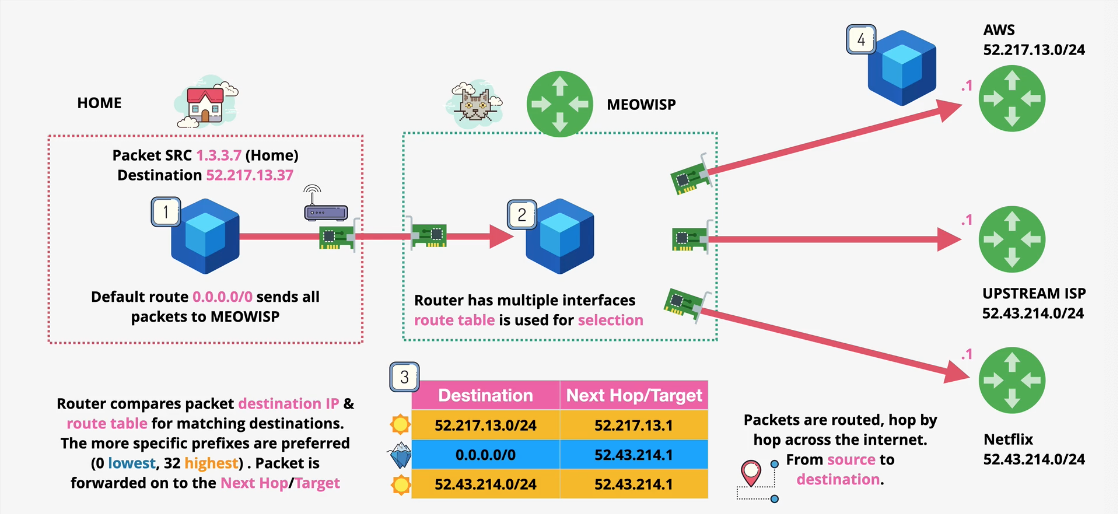 HOME
Packet SRC 1.3.3.7 (Home)
Destination 52.217.13.37
1
Default route 0.0.0.0/0 sends all
packets to MEOWISP
MEOWISP
2
Router has multiple interfaces
route table is used for selection
4
AWS
52.217.13.0/24
.1
.1
UPSTREAM ISP
52.43.214.0/24
.1
Netflix
52.43.214.0/24
Router compares packet destination IP &
route table for matching destinations.
The more specific prefixes are preferred
(0 lowest, 32 highest) . Packet is
forwarded on to the Next Hop/Target
3
Destination Next Hop/Target
52.217.13.0/24 52.217.13.1
0.0.0.0/0 52.43.214.1
52.43.214.0/24 52.43.214.1
Packets are routed, hop by
hop across the internet.
From source to
destination.